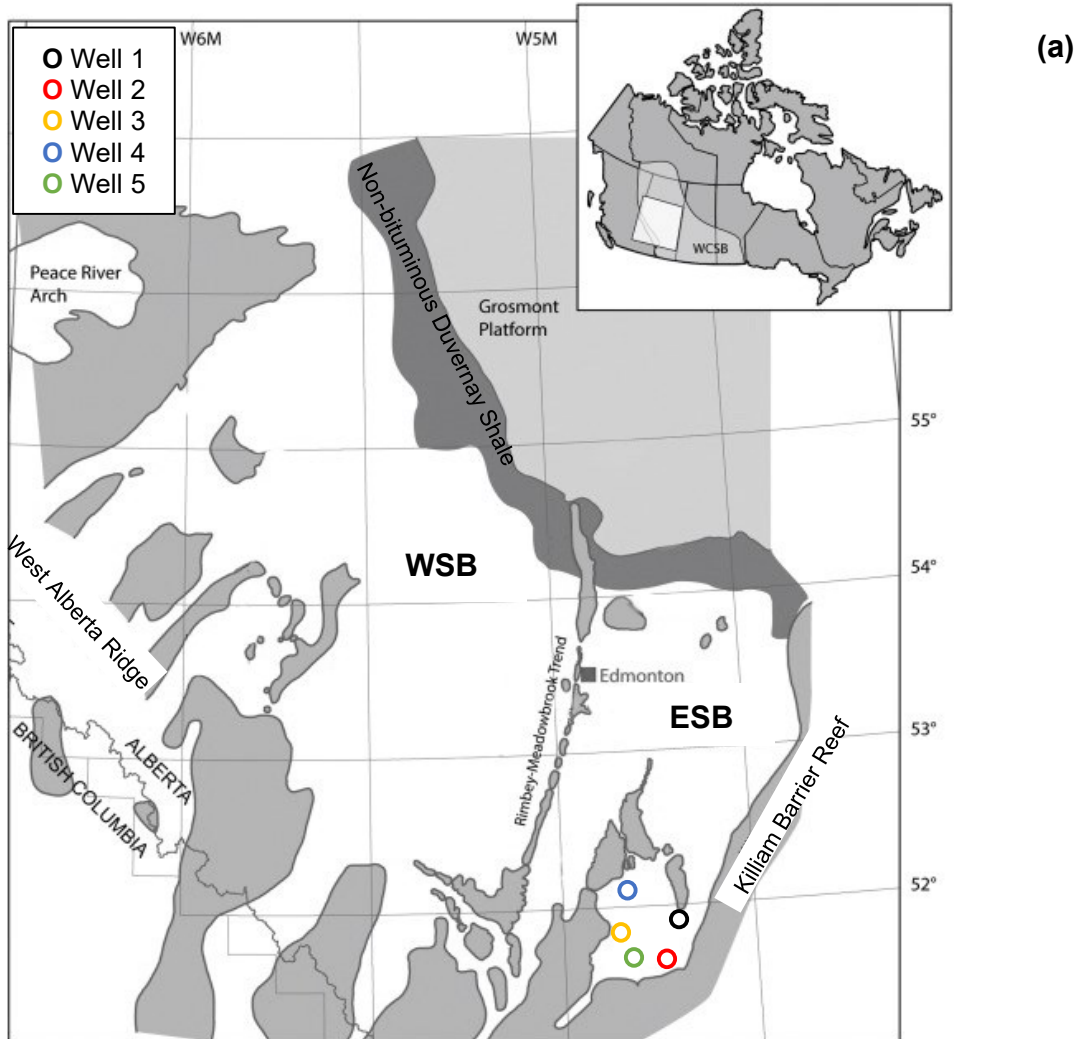 W6M
W5M
(a)
O Well 1
O Well 2
O Well 3
O Well 4
O Well 5
WCSB
Peace River
Arch
Non-bituminous Duvernay Shale
Grosmont
Platform
55°
West Alberta Ridge
WSB
54°
Rimbey-Meadowbrook Trend
Edmonton
ESB
53°
BRITISH COLUMBIA
ALBERTA
Killiam Barrier Reef
52°